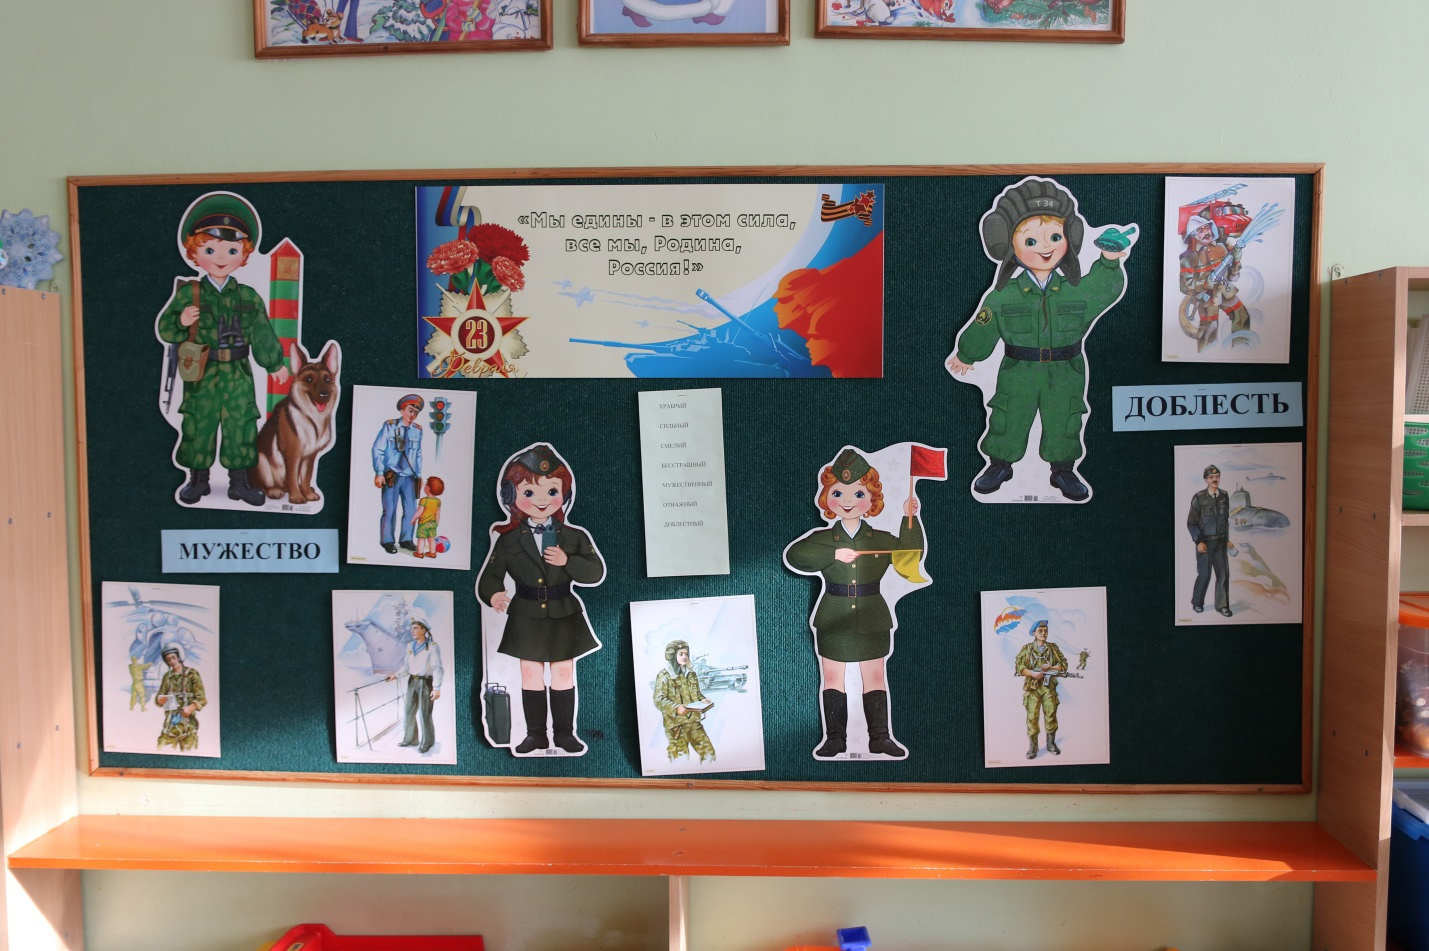 «Мы едины - в этом сила,
все мы, Родина,
Россия!»
23
Февраля
Т 34
ДОБЛЕСТЬ
ХРАБРЫЙ
СИЛЬНЫЙ
СМЕЛЫЙ
БЕССТРАШНЫЙ
МУЖЕСТВЕННЫЙ
ОТВАЖНЫЙ
ДОБЛЕСТНЫЙ
МУЖЕСТВО